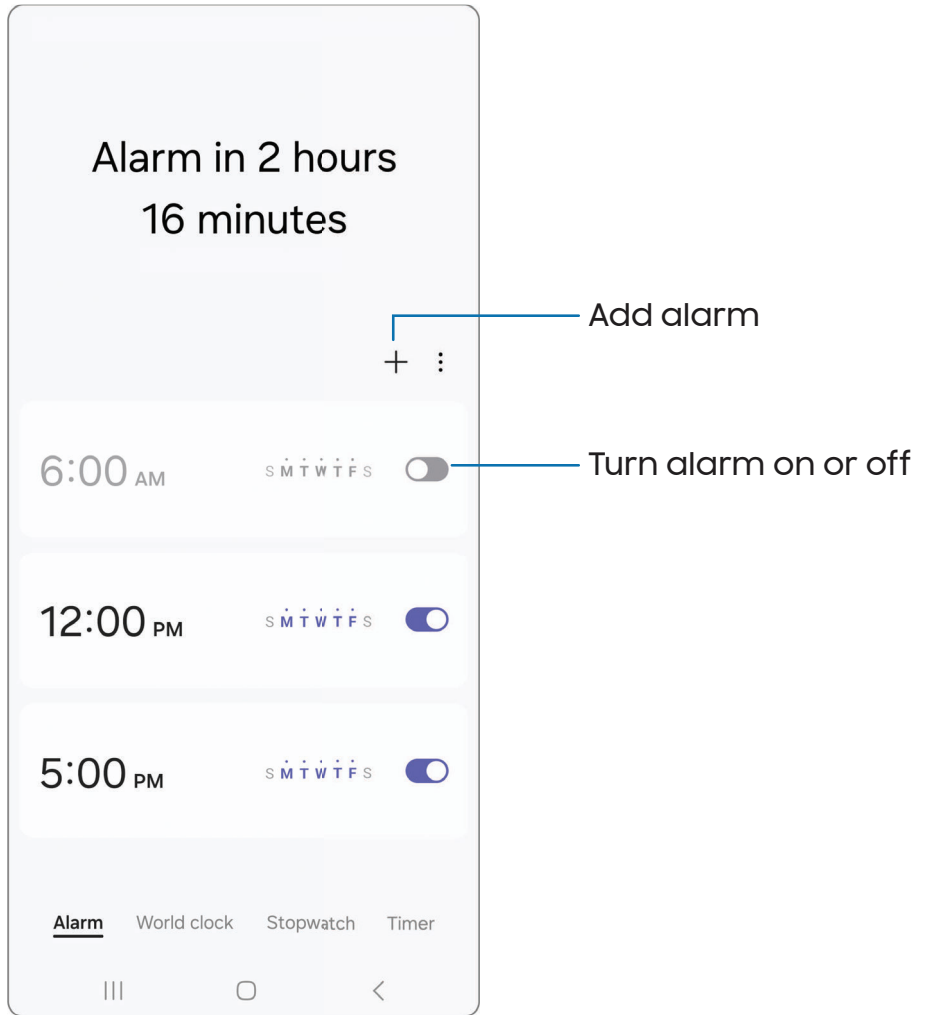 Alarm in 2 hours
16 minutes
Add alarm
6:00 AM S M T W T F S
Turn alarm on or off
12:00 PM S M T W T F S
5:00 PM S M T W T F S
Alarm World clock Stopwatch Timer